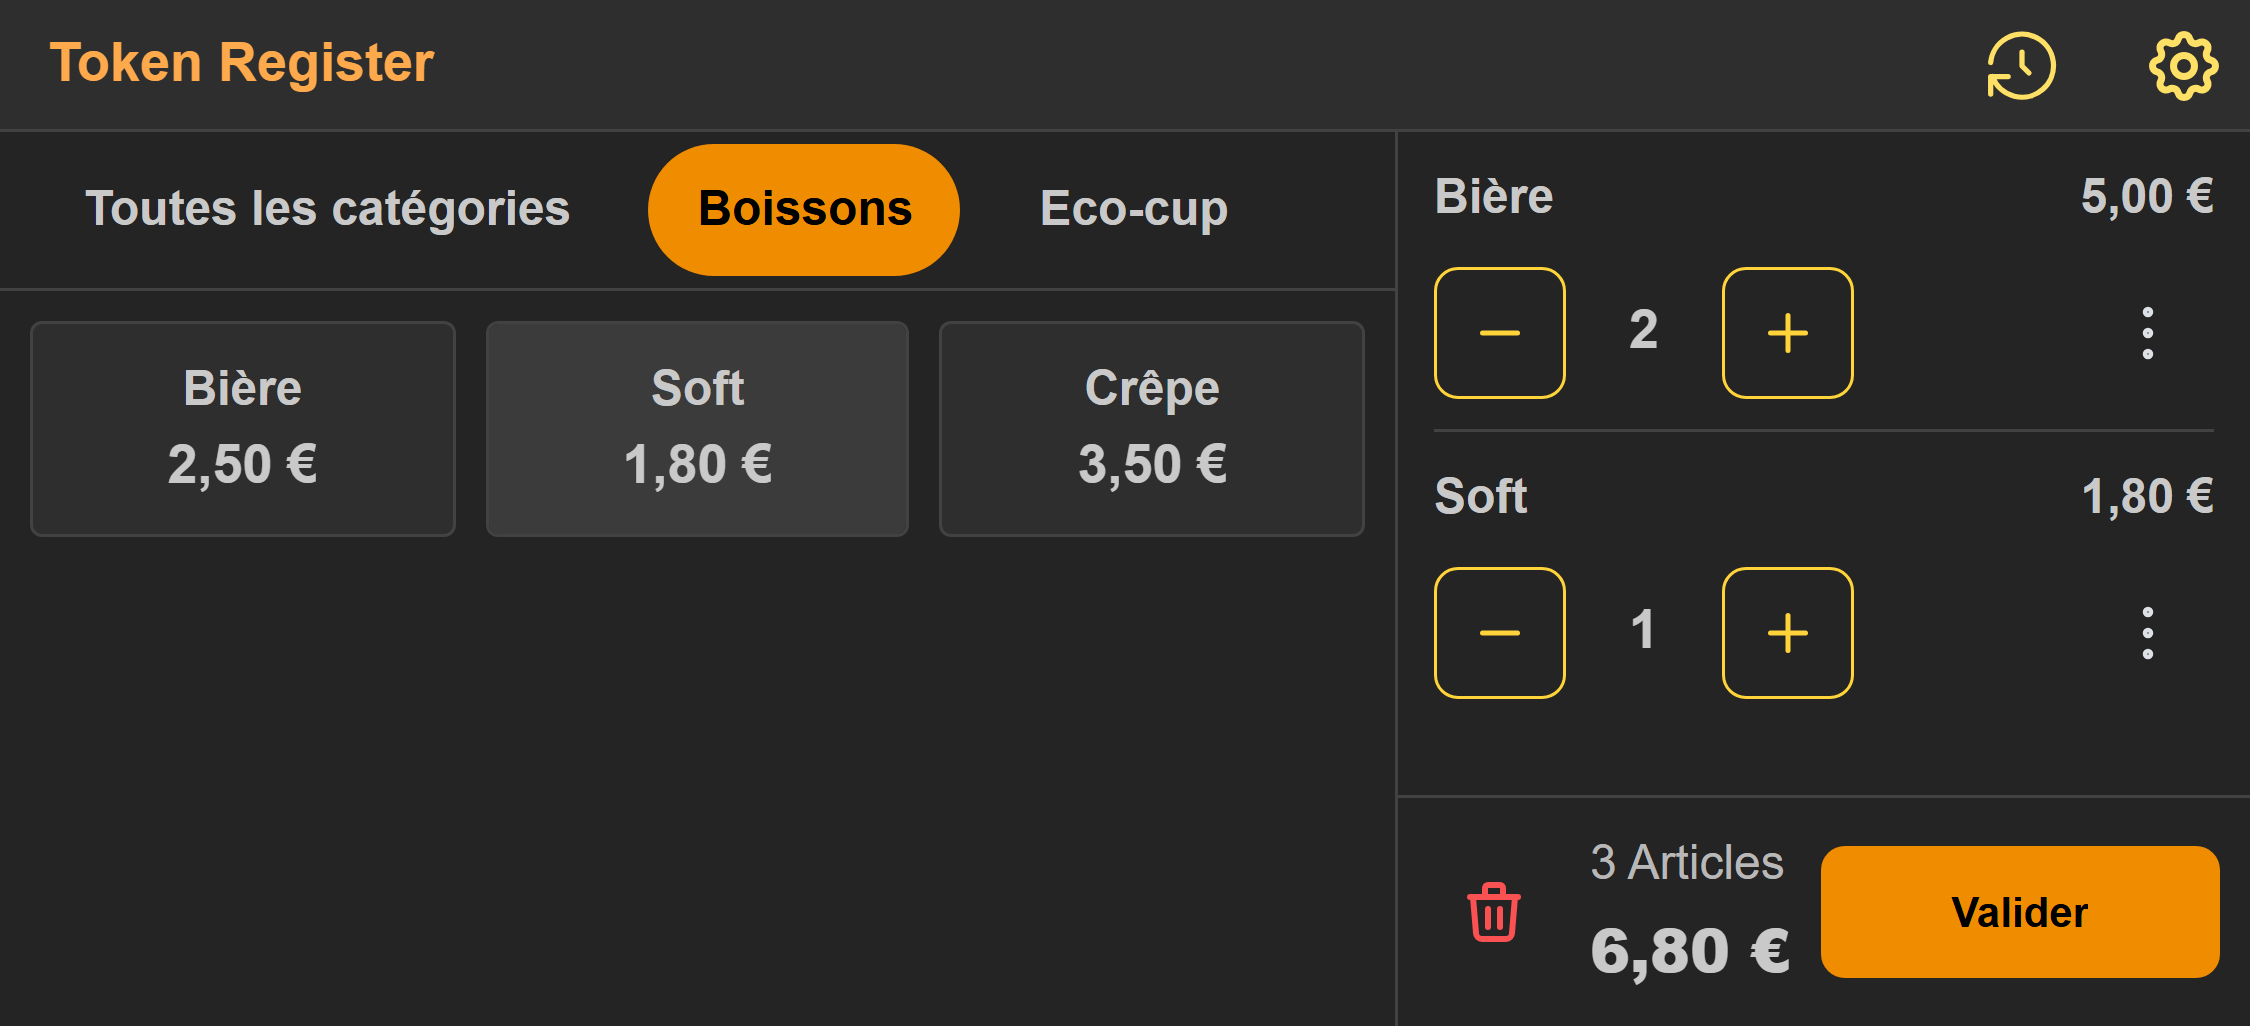 Token Register
Toutes les catégories
Boissons
Eco-cup
Bière
2,50 €
Soft
1,80 €
Crêpe
3,50 €
Bière
5,00 €
2
Soft
1,80 €
1
3 Articles
6,80 €
Valider